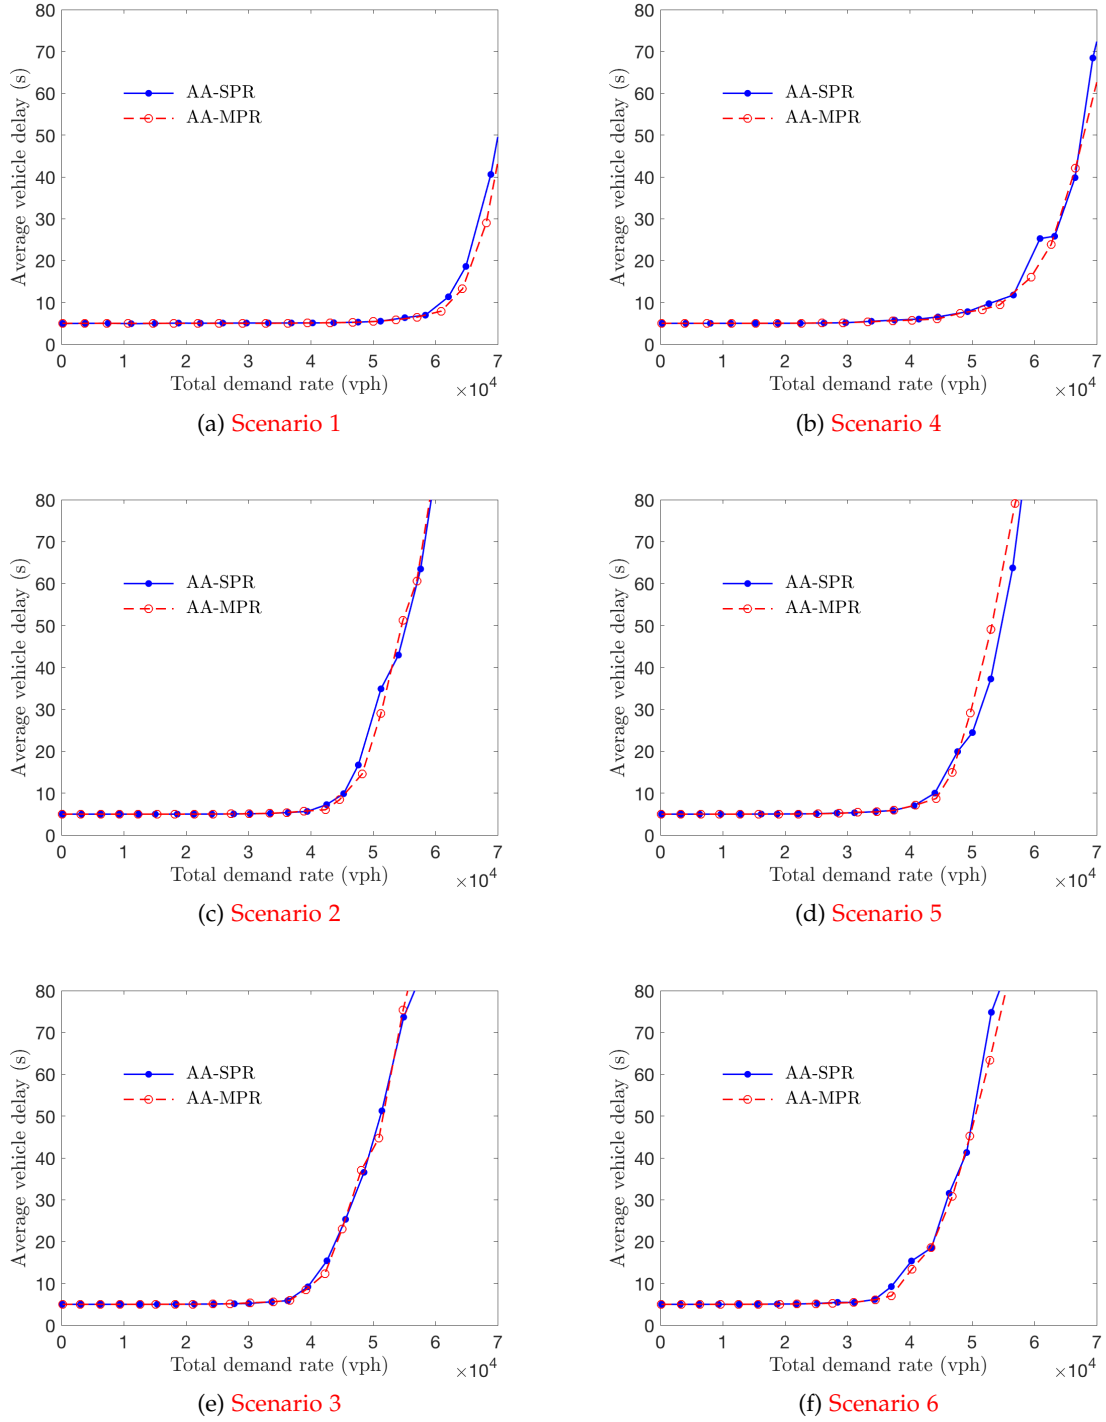 80
70
60
50
40
30
20
10
0
Average vehicle delay (s)
AA-SPR
AA-MPR
0 1 2 3 4 5 6 7
Total demand rate (vph)
×10^4
(a) Scenario 1
80
70
60
50
40
30
20
10
0
Average vehicle delay (s)
AA-SPR
AA-MPR
0 1 2 3 4 5 6 7
Total demand rate (vph)
×10^4
(b) Scenario 4
80
70
60
50
40
30
20
10
0
Average vehicle delay (s)
AA-SPR
AA-MPR
0 1 2 3 4 5 6 7
Total demand rate (vph)
×10^4
(c) Scenario 2
80
70
60
50
40
30
20
10
0
Average vehicle delay (s)
AA-SPR
AA-MPR
0 1 2 3 4 5 6 7
Total demand rate (vph)
×10^4
(d) Scenario 5
80
70
60
50
40
30
20
10
0
Average vehicle delay (s)
AA-SPR
AA-MPR
0 1 2 3 4 5 6 7
Total demand rate (vph)
×10^4
(e) Scenario 3
80
70
60
50
40
30
20
10
0
Average vehicle delay (s)
AA-SPR
AA-MPR
0 1 2 3 4 5 6 7
Total demand rate (vph)
×10^4
(f) Scenario 6